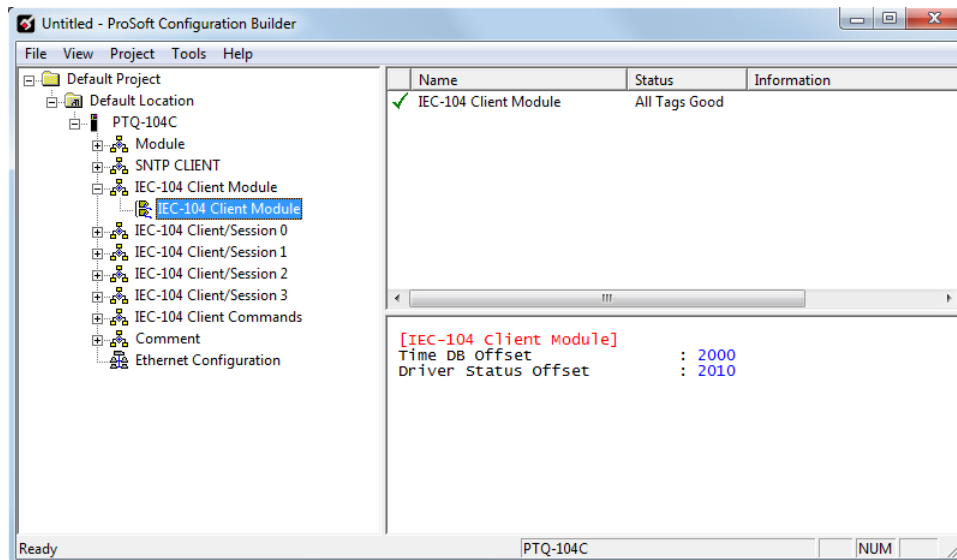 Untitled - ProSoft Configuration Builder
File View Project Tools Help
Default Project
Default Location
PTQ-104C
Module
SNTP CLIENT
IEC-104 Client Module
IEC-104 Client Module
IEC-104 Client/Session 0
IEC-104 Client/Session 1
IEC-104 Client/Session 2
IEC-104 Client/Session 3
IEC-104 Client Commands
Comment
Ethernet Configuration
Name Status Information
IEC-104 Client Module All Tags Good
[IEC-104 Client Module]
Time DB Offset : 2000
Driver Status Offset : 2010
Ready PTQ-104C NUM